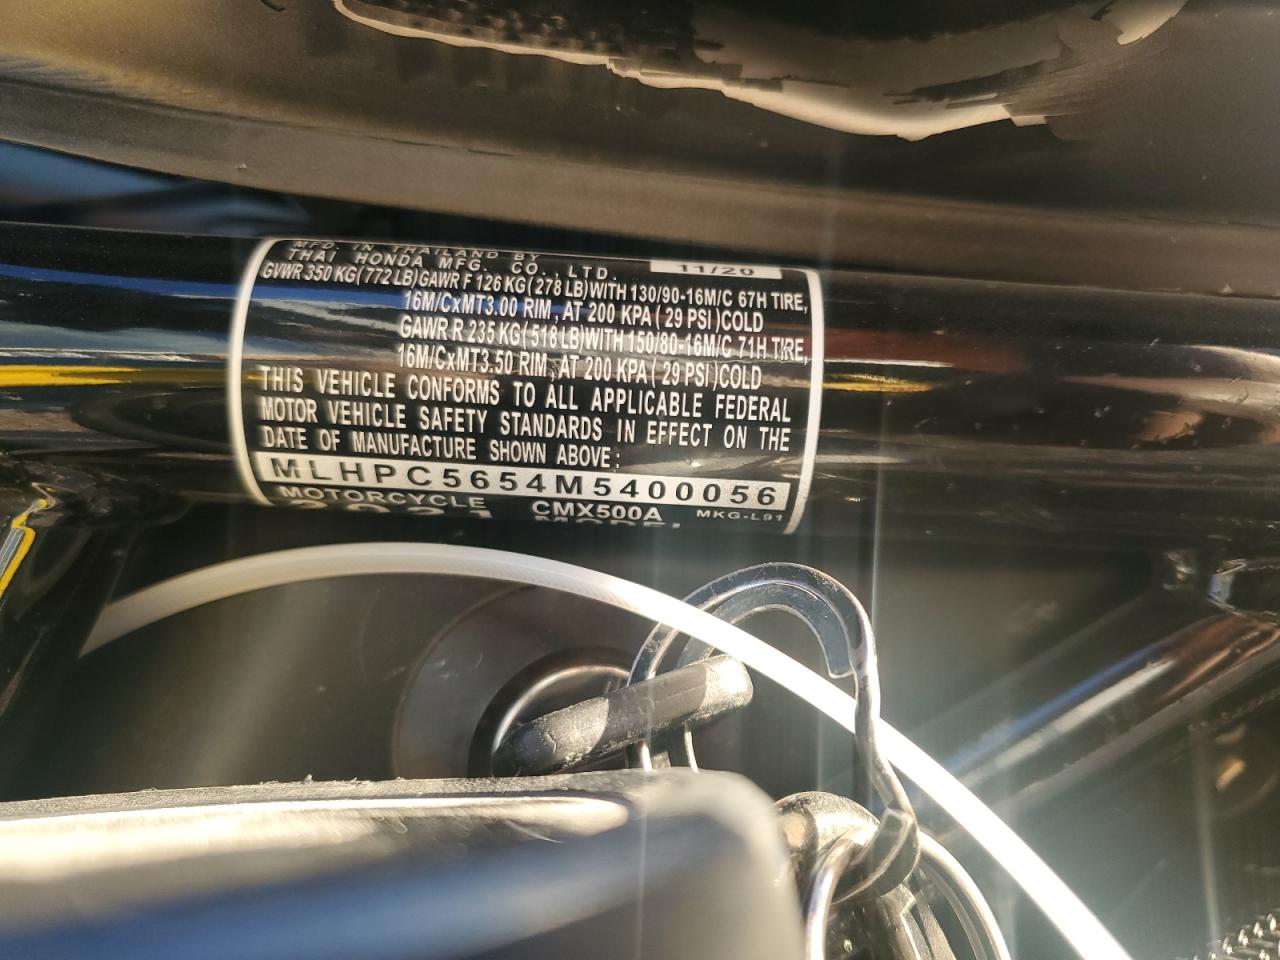 MFD. IN THAILAND BY
THAI HONDA MFG. CO., LTD. 11/20
GVWR 350 KG(772 LB)GAWR F 126 KG(278 LB)WITH 130/90-16M/C 67H TIRE,
16M/CxMT3.00 RIM, AT 200 KPA(29 PSI)COLD
GAWR R 235 KG(518 LB)WITH 150/80-16M/C 71H TIRE,
16M/CxMT3.50 RIM, AT 200 KPA(29 PSI)COLD
THIS VEHICLE CONFORMS TO ALL APPLICABLE FEDERAL
MOTOR VEHICLE SAFETY STANDARDS IN EFFECT ON THE
DATE OF MANUFACTURE SHOWN ABOVE:
MLHPC5654M5400056
MOTORCYCLE CMX500A MKG-L91
2021 MODEL